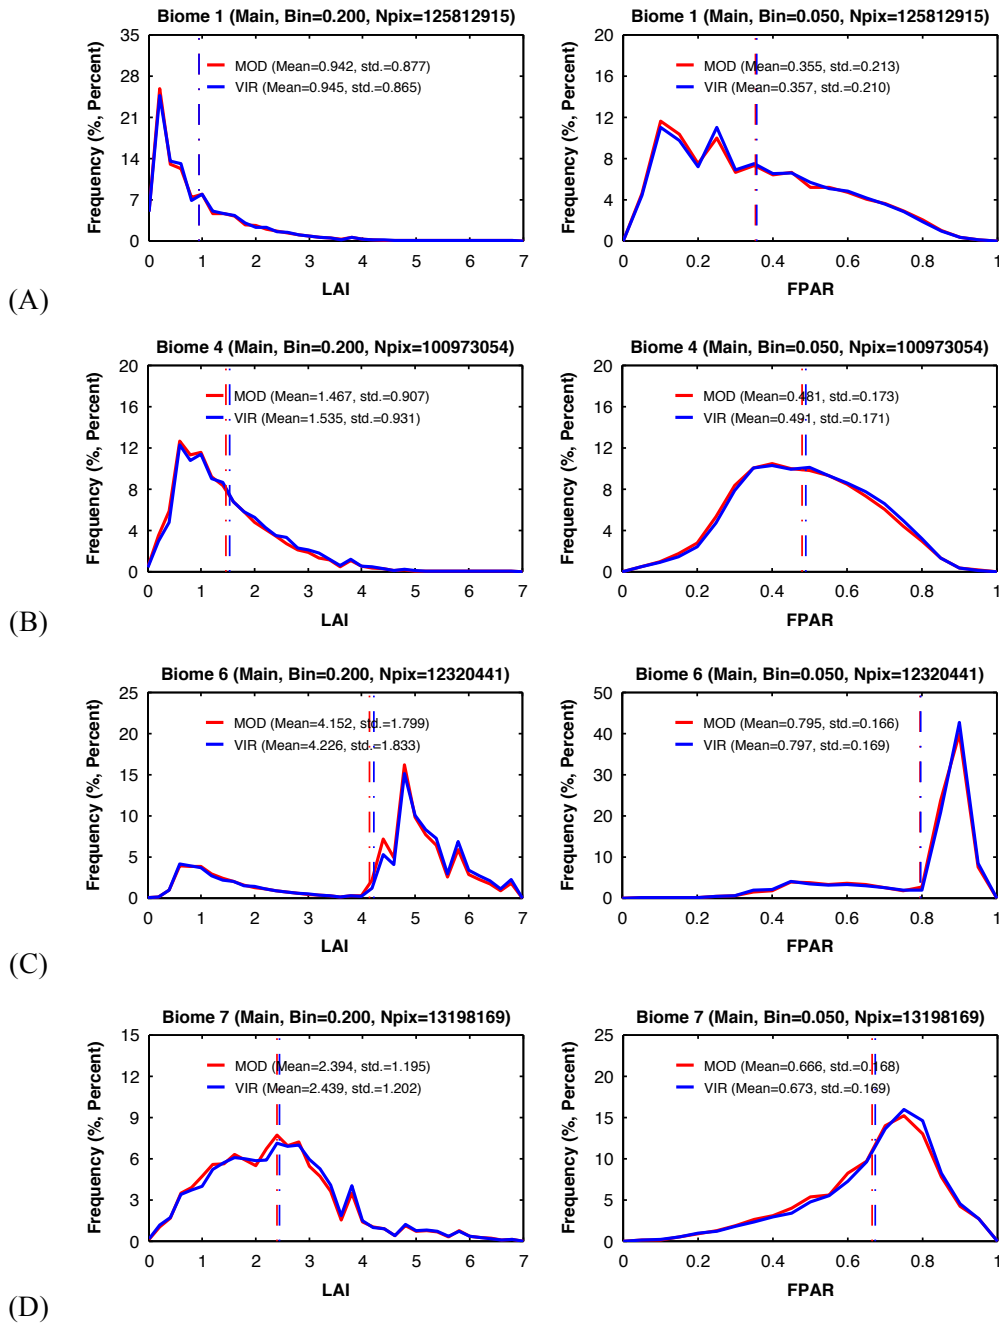 Biome 1 (Main, Bin=0.200, Npix=125812915)
35
28
21
14
7
0
Frequency (%, Percent)
MOD (Mean=0.942, std.=0.877)
VIR (Mean=0.945, std.=0.865)
0 1 2 3 4 5 6 7
LAI
Biome 1 (Main, Bin=0.050, Npix=125812915)
20
16
12
8
4
0
Frequency (%, Percent)
MOD (Mean=0.355, std.=0.213)
VIR (Mean=0.357, std.=0.210)
0 0.2 0.4 0.6 0.8 1
FPAR
(A)
Biome 4 (Main, Bin=0.200, Npix=100973054)
20
16
12
8
4
0
Frequency (%, Percent)
MOD (Mean=1.467, std.=0.907)
VIR (Mean=1.535, std.=0.931)
0 1 2 3 4 5 6 7
LAI
Biome 4 (Main, Bin=0.050, Npix=100973054)
20
16
12
8
4
0
Frequency (%, Percent)
MOD (Mean=0.481, std.=0.173)
VIR (Mean=0.491, std.=0.171)
0 0.2 0.4 0.6 0.8 1
FPAR
(B)
Biome 6 (Main, Bin=0.200, Npix=12320441)
25
20
15
10
5
0
Frequency (%, Percent)
MOD (Mean=4.152, std.=1.799)
VIR (Mean=4.226, std.=1.833)
0 1 2 3 4 5 6 7
LAI
Biome 6 (Main, Bin=0.050, Npix=12320441)
50
40
30
20
10
0
Frequency (%, Percent)
MOD (Mean=0.795, std.=0.166)
VIR (Mean=0.797, std.=0.169)
0 0.2 0.4 0.6 0.8 1
FPAR
(C)
Biome 7 (Main, Bin=0.200, Npix=13198169)
15
12
9
6
3
0
Frequency (%, Percent)
MOD (Mean=2.394, std.=1.195)
VIR (Mean=2.439, std.=1.202)
0 1 2 3 4 5 6 7
LAI
Biome 7 (Main, Bin=0.050, Npix=13198169)
25
20
15
10
5
0
Frequency (%, Percent)
MOD (Mean=0.666, std.=0.168)
VIR (Mean=0.673, std.=0.169)
0 0.2 0.4 0.6 0.8 1
FPAR
(D)